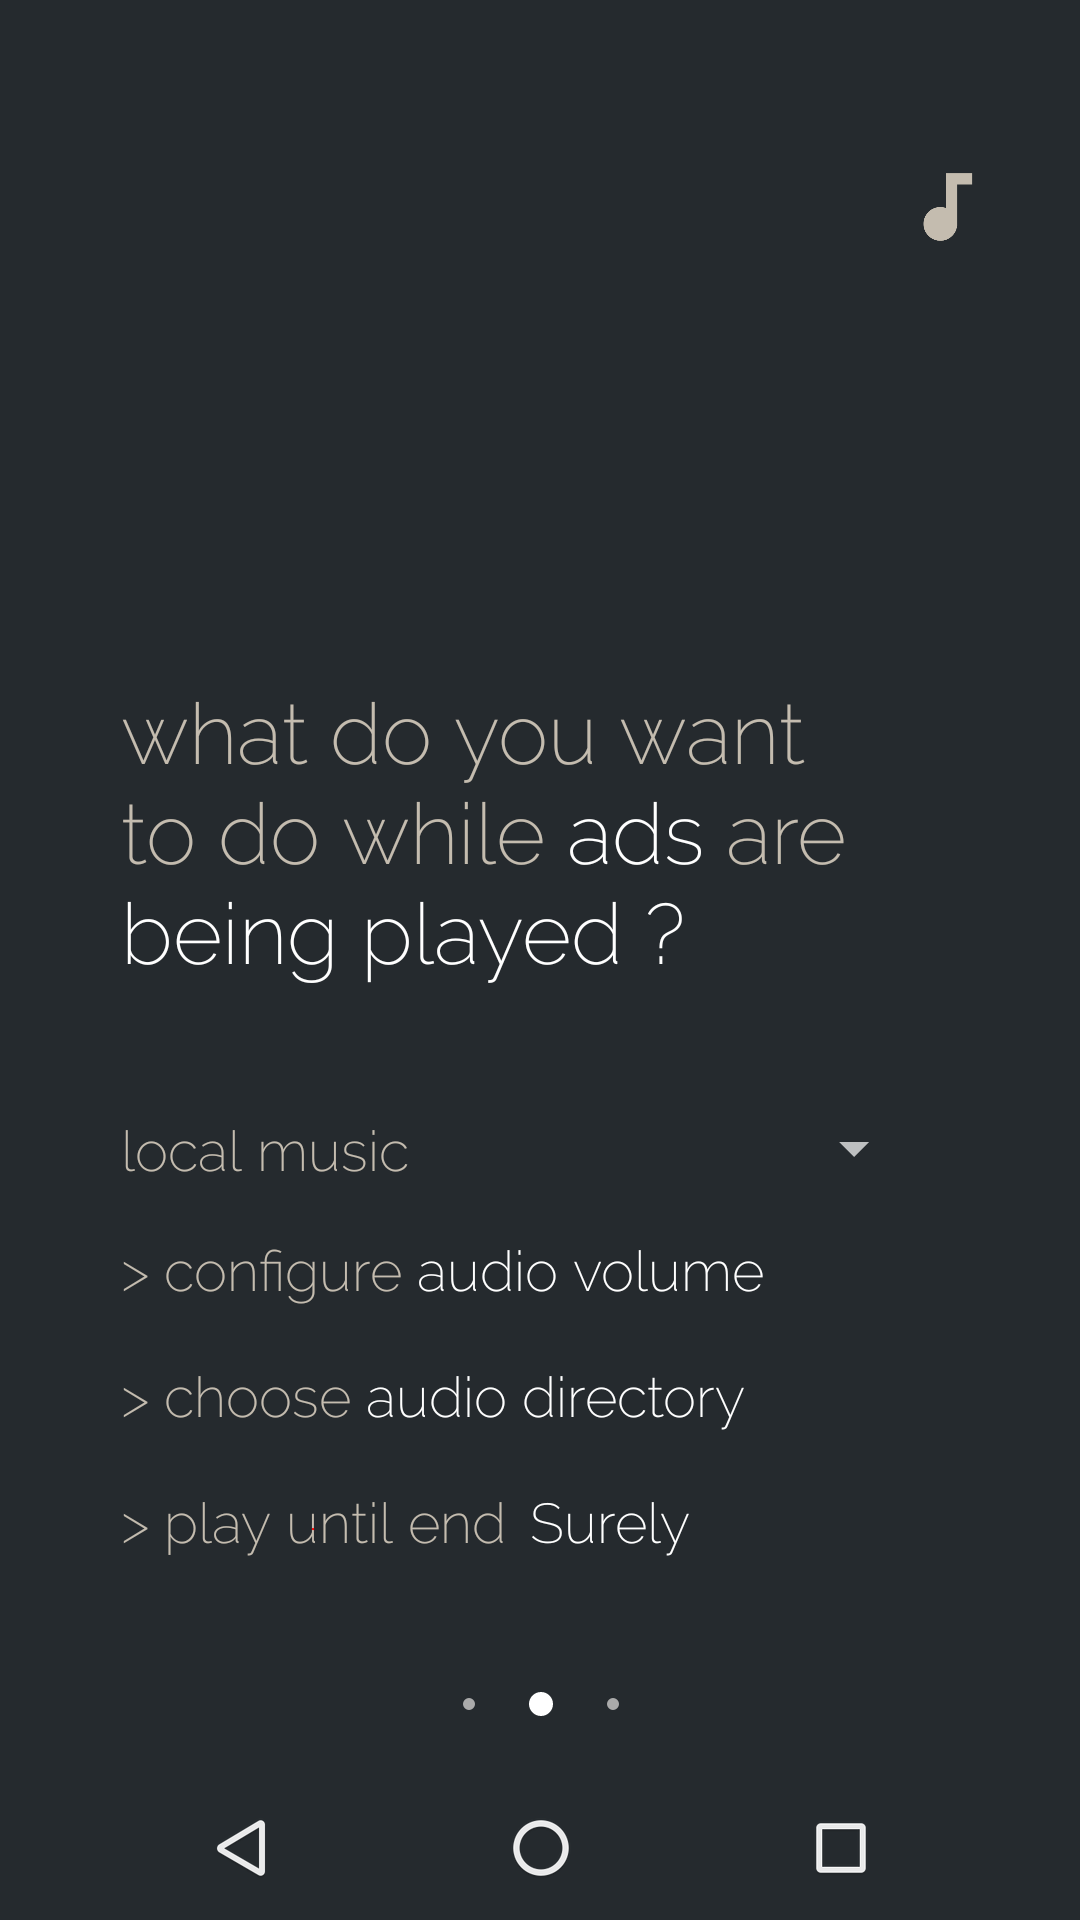 what do you want
to do while ads are
being played ?
local music
> configure audio volume
> choose audio directory
> play until end Surely